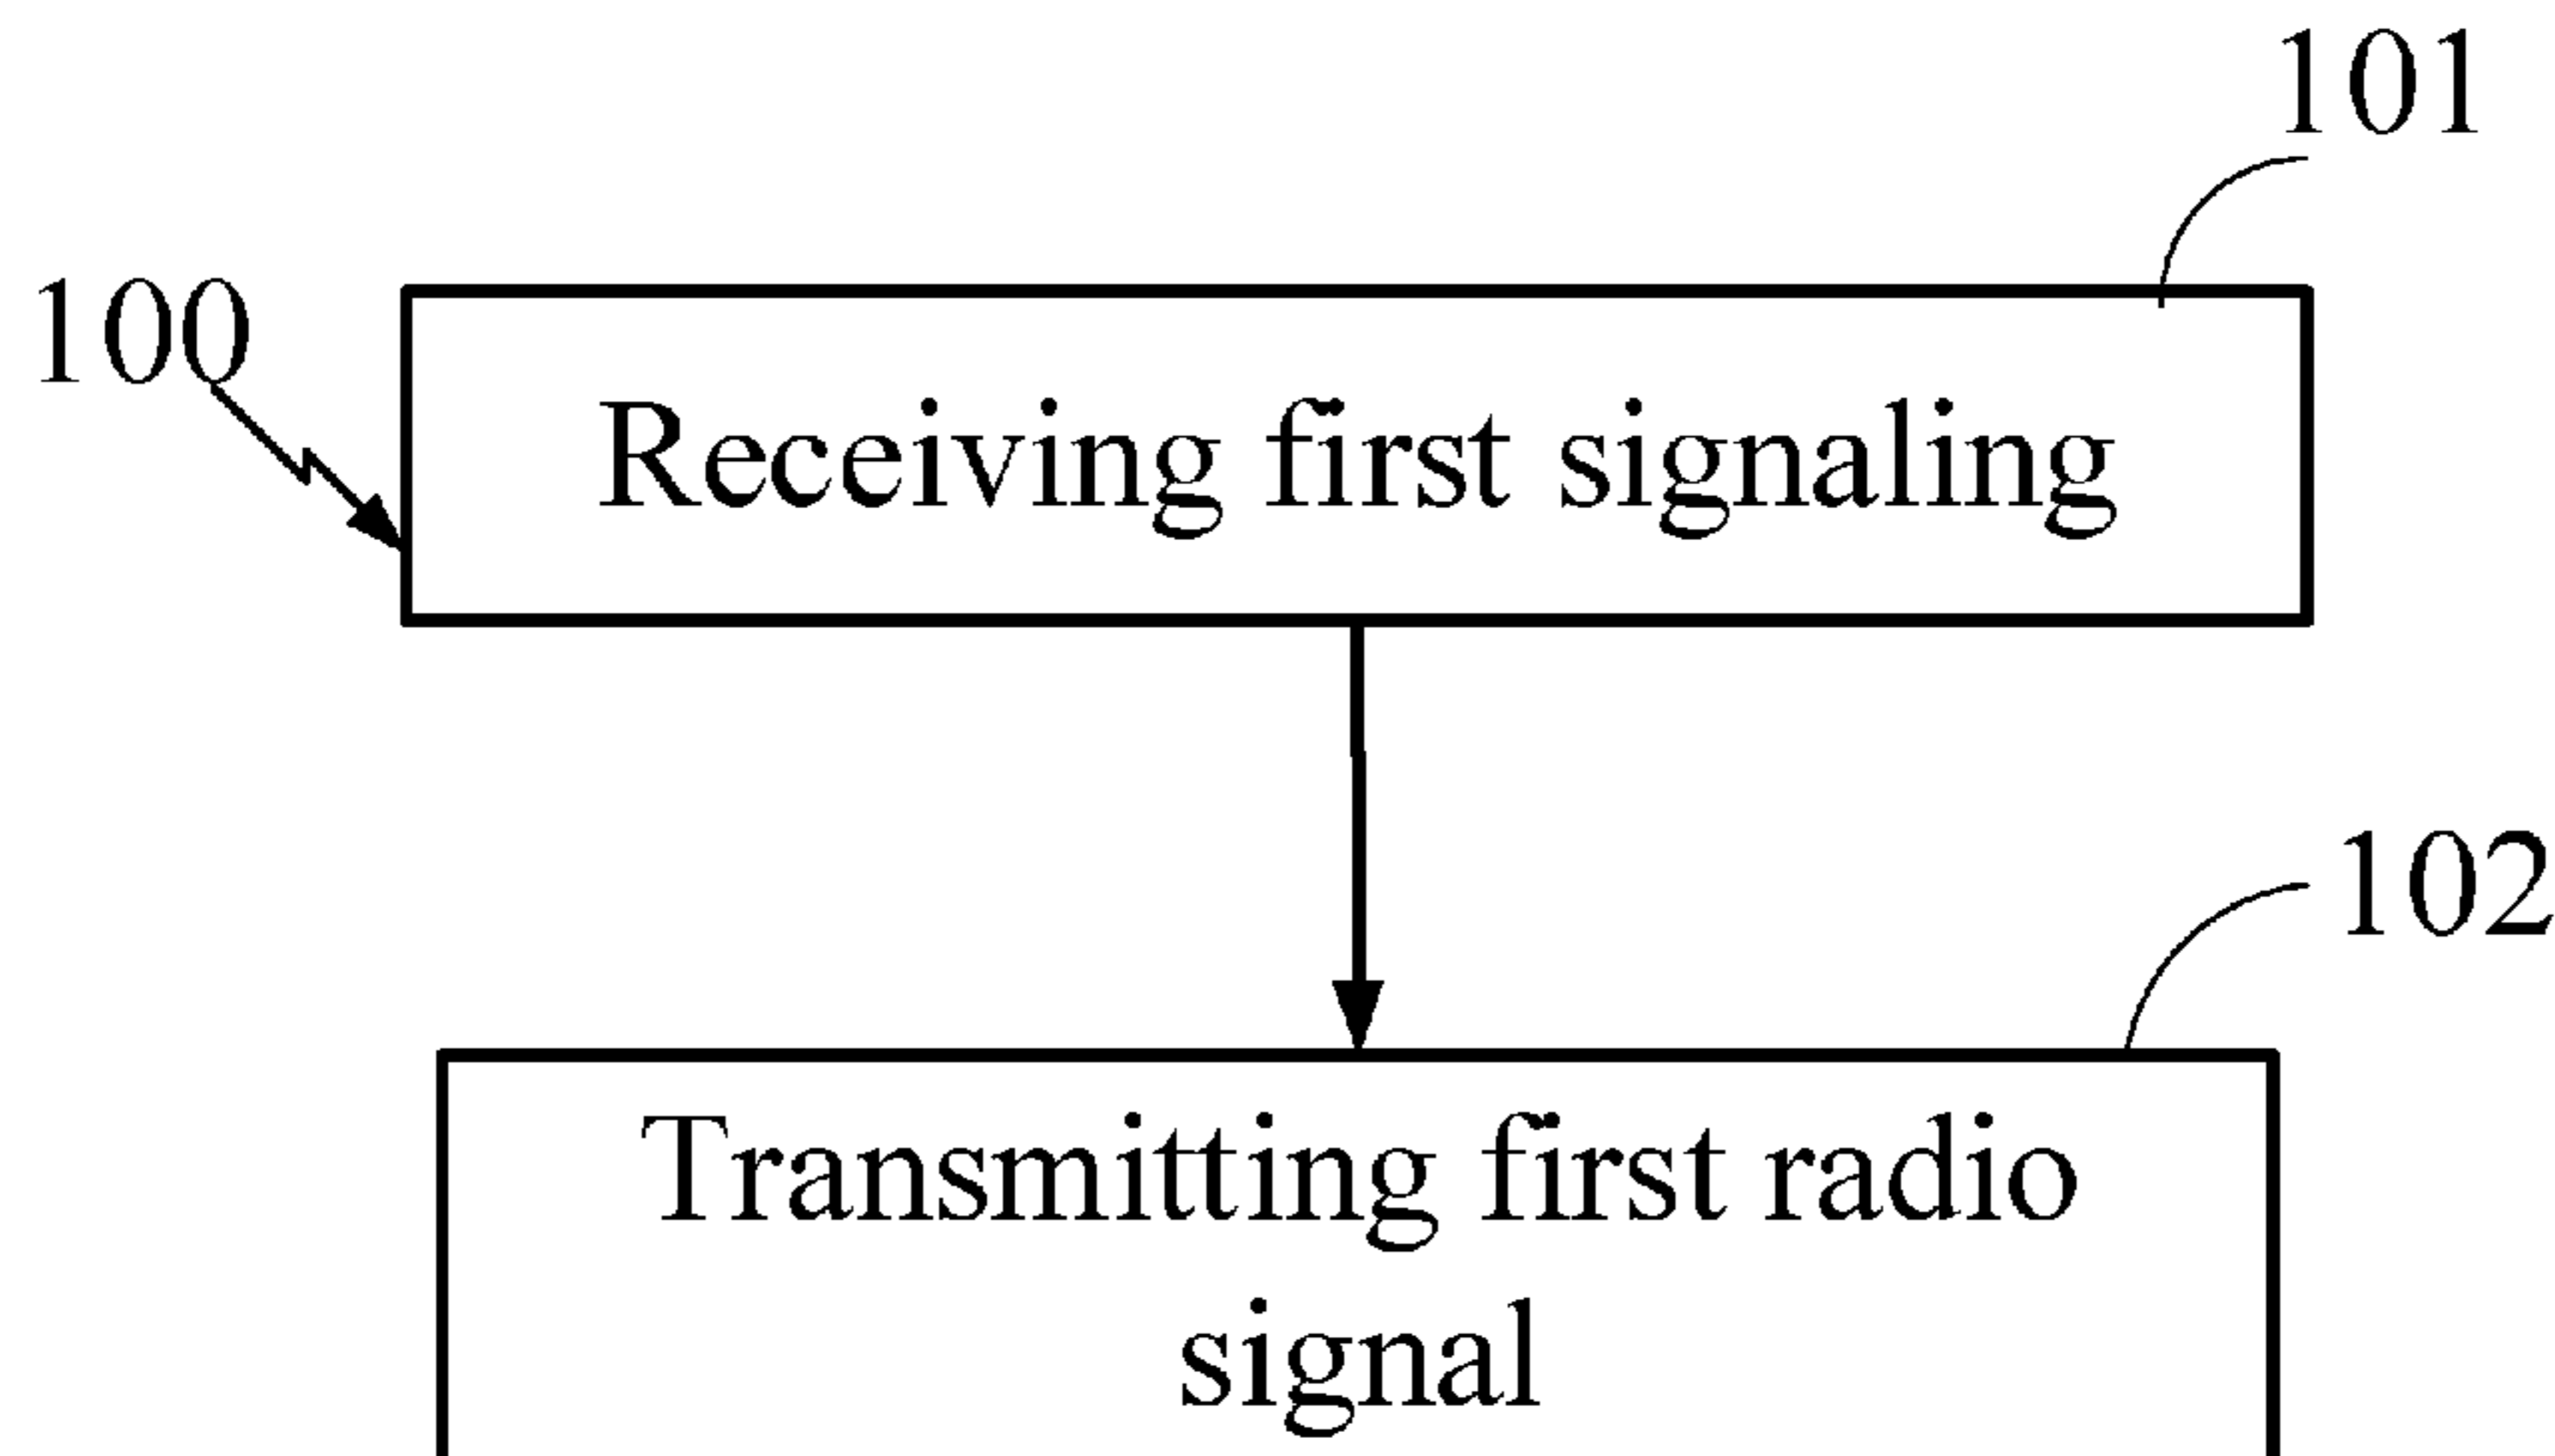 101
100
Receiving first signaling
102
Transmitting first radio
signal